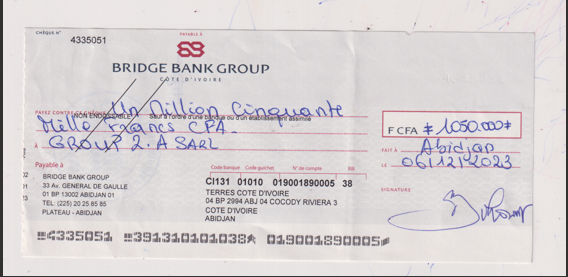 CHÈQUE N° 4335051
PAYABLE À
BRIDGE BANK GROUP
CÔTE D'IVOIRE
PAYEZ CONTRE CE CHÈQUE NON ENDOSSABLE Sauf à l'ordre d'une banque ou d'un établissement assimilé
Un Million Cinquante
Mille Francs CFA
À GROUP 2.A SARL
F CFA # 1050.000 #
FAIT À Abidjan
LE 06/12/2023
SIGNATURE
Payable à
BRIDGE BANK GROUP
33 Av. GENERAL DE GAULLE
01 BP 13002 ABIDJAN 01
TEL: (225) 20 25 85 85
PLATEAU - ABIDJAN
Code banque Code guichet N° de compte RIB
CI131 01010 019001890005 38
TERRES COTE D'IVOIRE
04 BP 2994 ABJ 04 COCODY RIVIERA 3
COTE D'IVOIRE
ABIDJAN
4335051 391310101038 019001890005